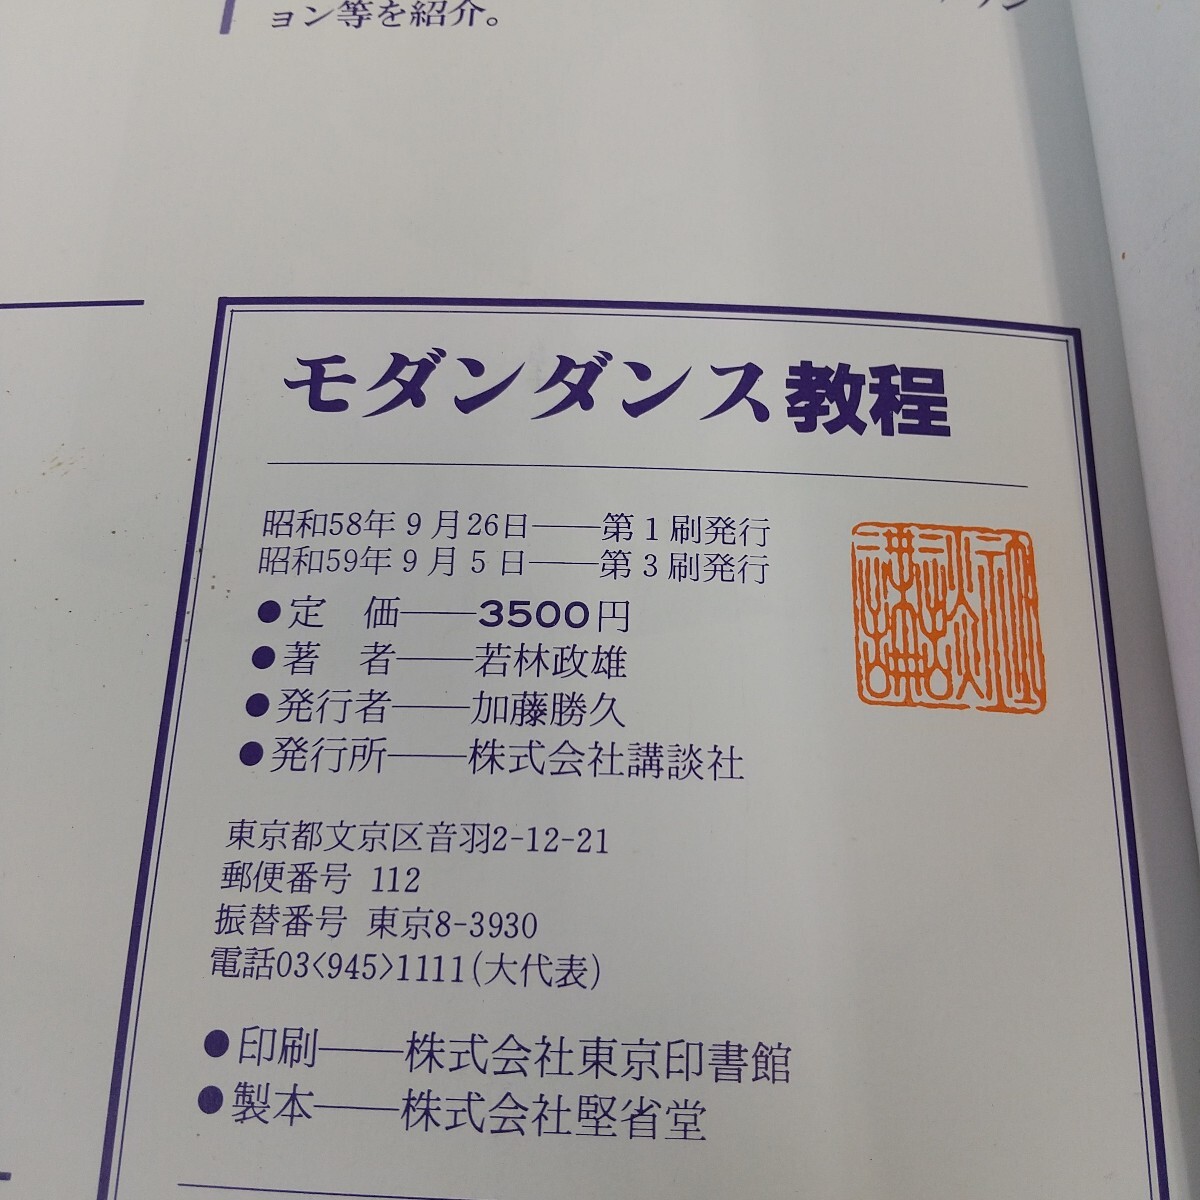 ョン等を紹介。
モダンダンス教程
昭和58年9月26日――第1刷発行
昭和59年9月5日――第3刷発行
●定　価――3500円
●著　者――若林政雄
●発行者――加藤勝久
●発行所――株式会社講談社
東京都文京区音羽2-12-21
郵便番号 112
振替番号 東京8-3930
電話03<945>1111(大代表)
●印刷――株式会社東京印書館
●製本――株式会社堅省堂